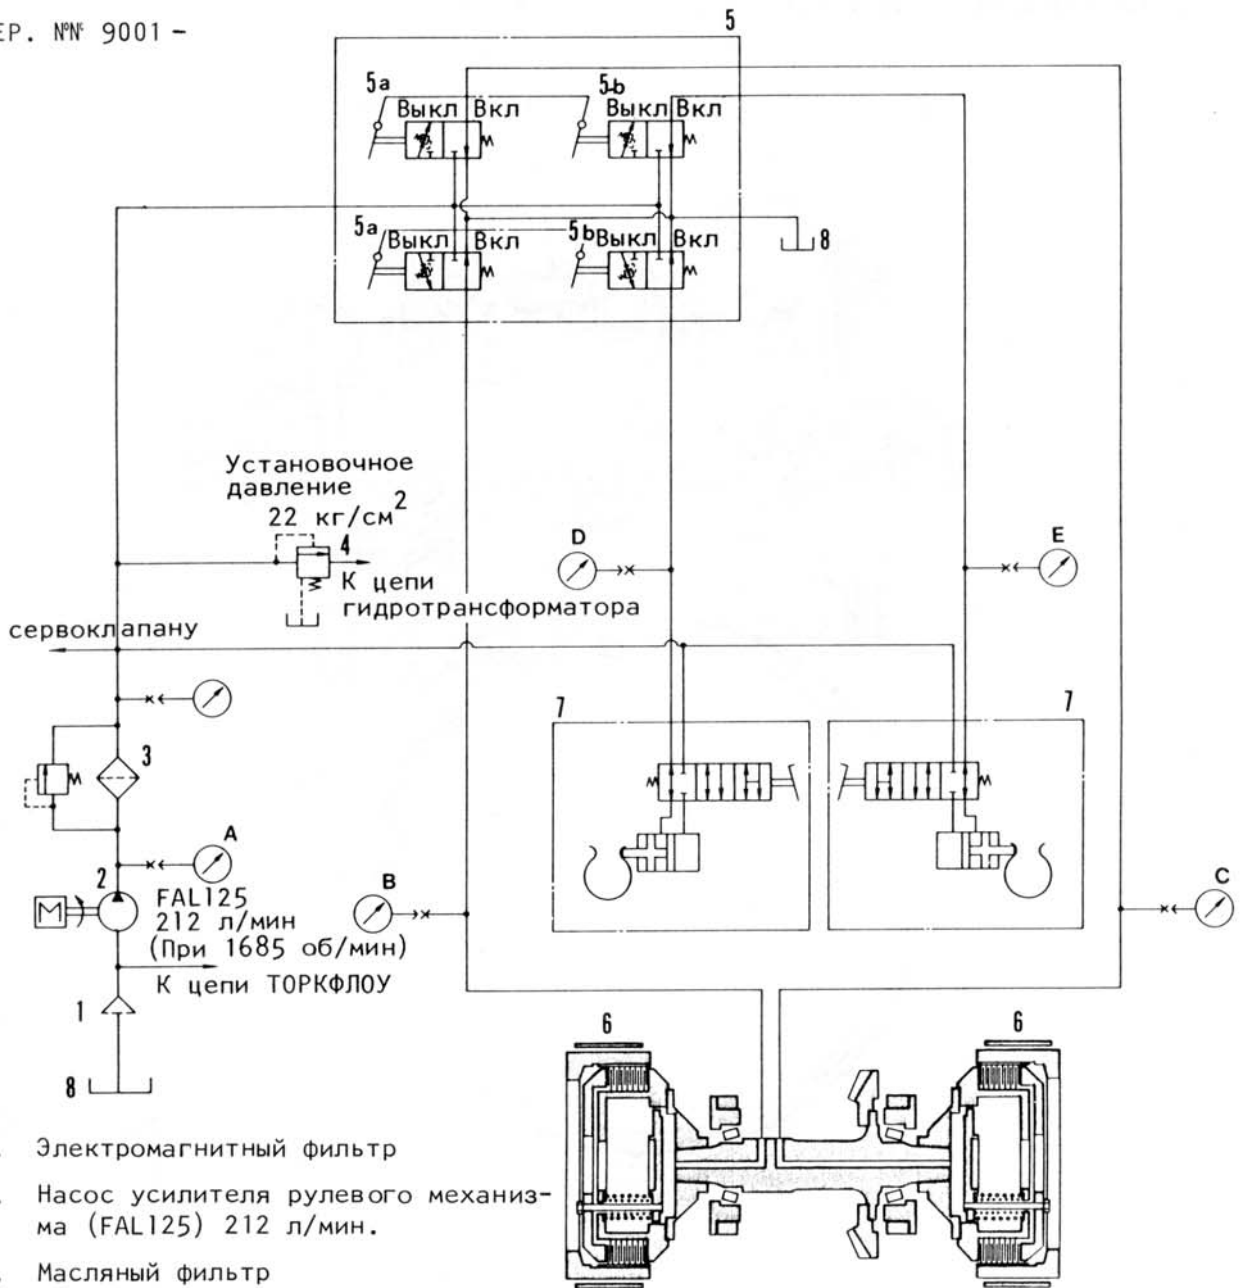 ЕР. №№ 9001 -
5
5a
Выкл Вкл
5-b
Выкл Вкл
5a
Выкл Вкл
5b
Выкл Вкл
8
Установочное
давление
22 кг/см²
4
К цепи
гидротрансформатора
D
E
сервоклапану
7
7
3
A
2
M
FAL125
212 л/мин
(При 1685 об/мин)
B
C
К цепи ТОРКФЛОУ
1
6
6
8
Электромагнитный фильтр
Насос усилителя рулевого механиз-
ма (FAL125) 212 л/мин.
Масляный фильтр